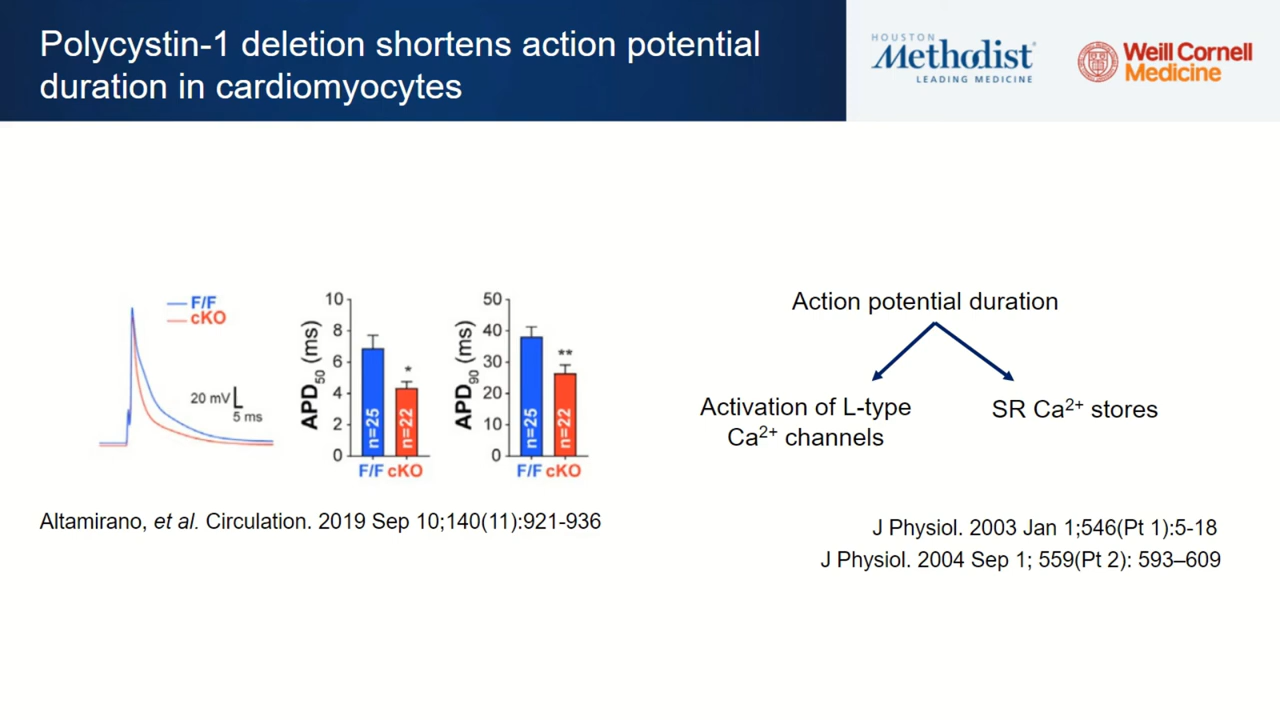 Polycystin-1 deletion shortens action potential
duration in cardiomyocytes
HOUSTON
Methodist
LEADING MEDICINE
Weill Cornell
Medicine
F/F
cKO
20 mV
5 ms
APD50 (ms)
10
8
6
4
2
0
*
n=25
n=22
F/F cKO
APD90 (ms)
50
40
30
20
10
0
**
n=25
n=22
F/F cKO
Altamirano, et al. Circulation. 2019 Sep 10;140(11):921-936
Action potential duration
Activation of L-type
Ca2+ channels
SR Ca2+ stores
J Physiol. 2003 Jan 1;546(Pt 1):5-18
J Physiol. 2004 Sep 1; 559(Pt 2): 593–609